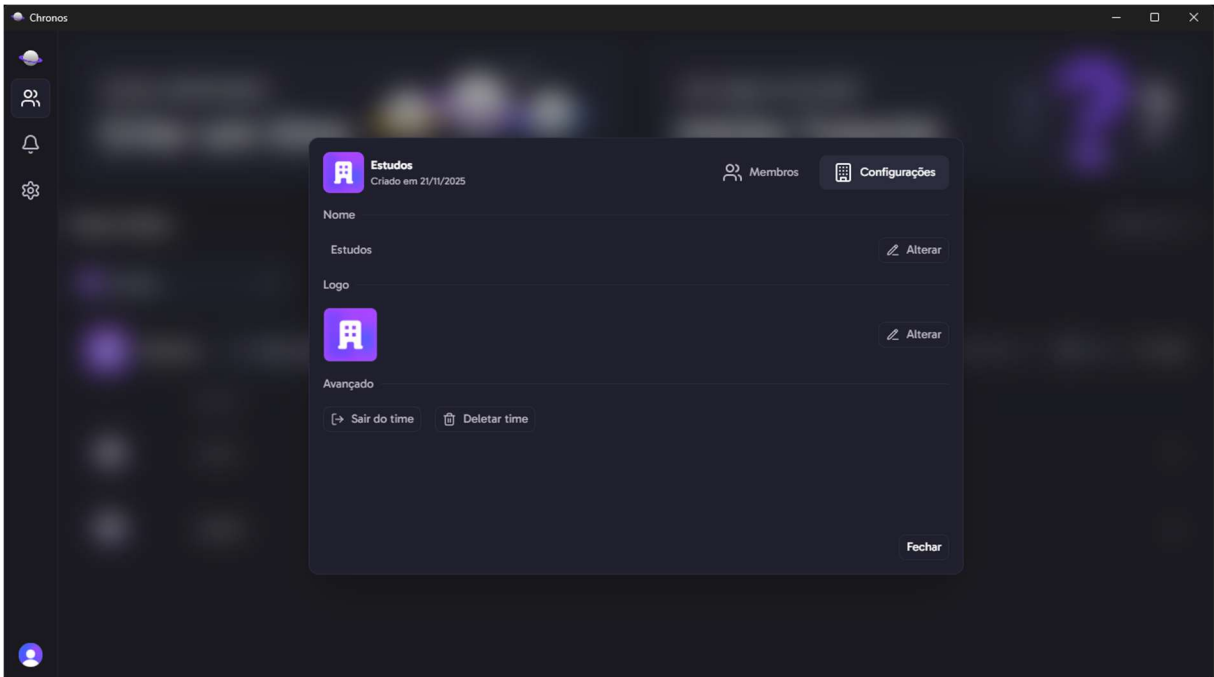 Chronos
Estudos
Criado em 21/11/2025
Membros
Configurações
Nome
Estudos
Alterar
Logo
Alterar
Avançado
Sair do time
Deletar time
Fechar